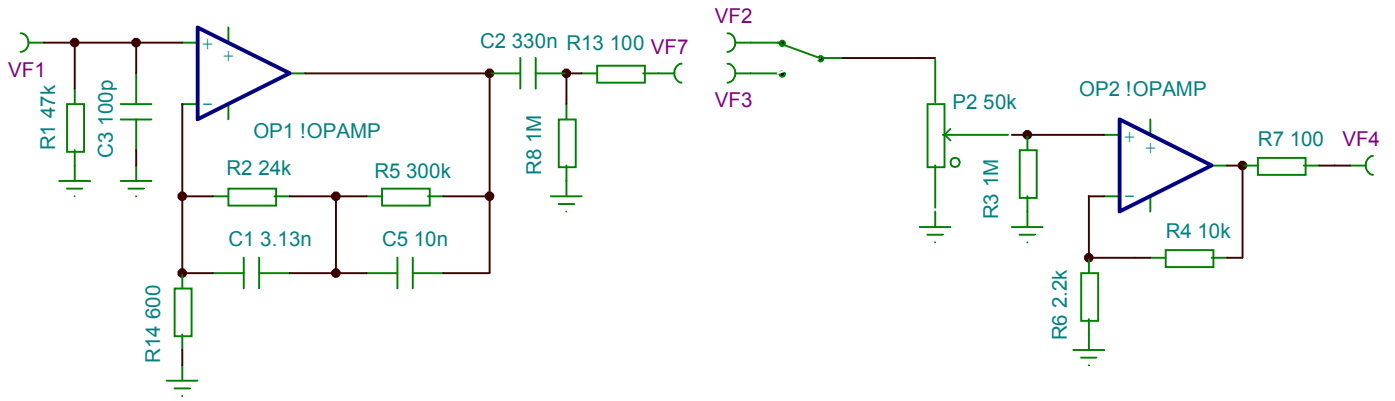 VF1
R1 47k
C3 100p
+
+
−
OP1 !OPAMP
R2 24k
R5 300k
C1 3.13n
C5 10n
R14 600
C2 330n
R13 100
VF7
R8 1M
VF2
VF3
P2 50k
R3 1M
OP2 !OPAMP
+
+
−
R7 100
VF4
R4 10k
R6 2.2k